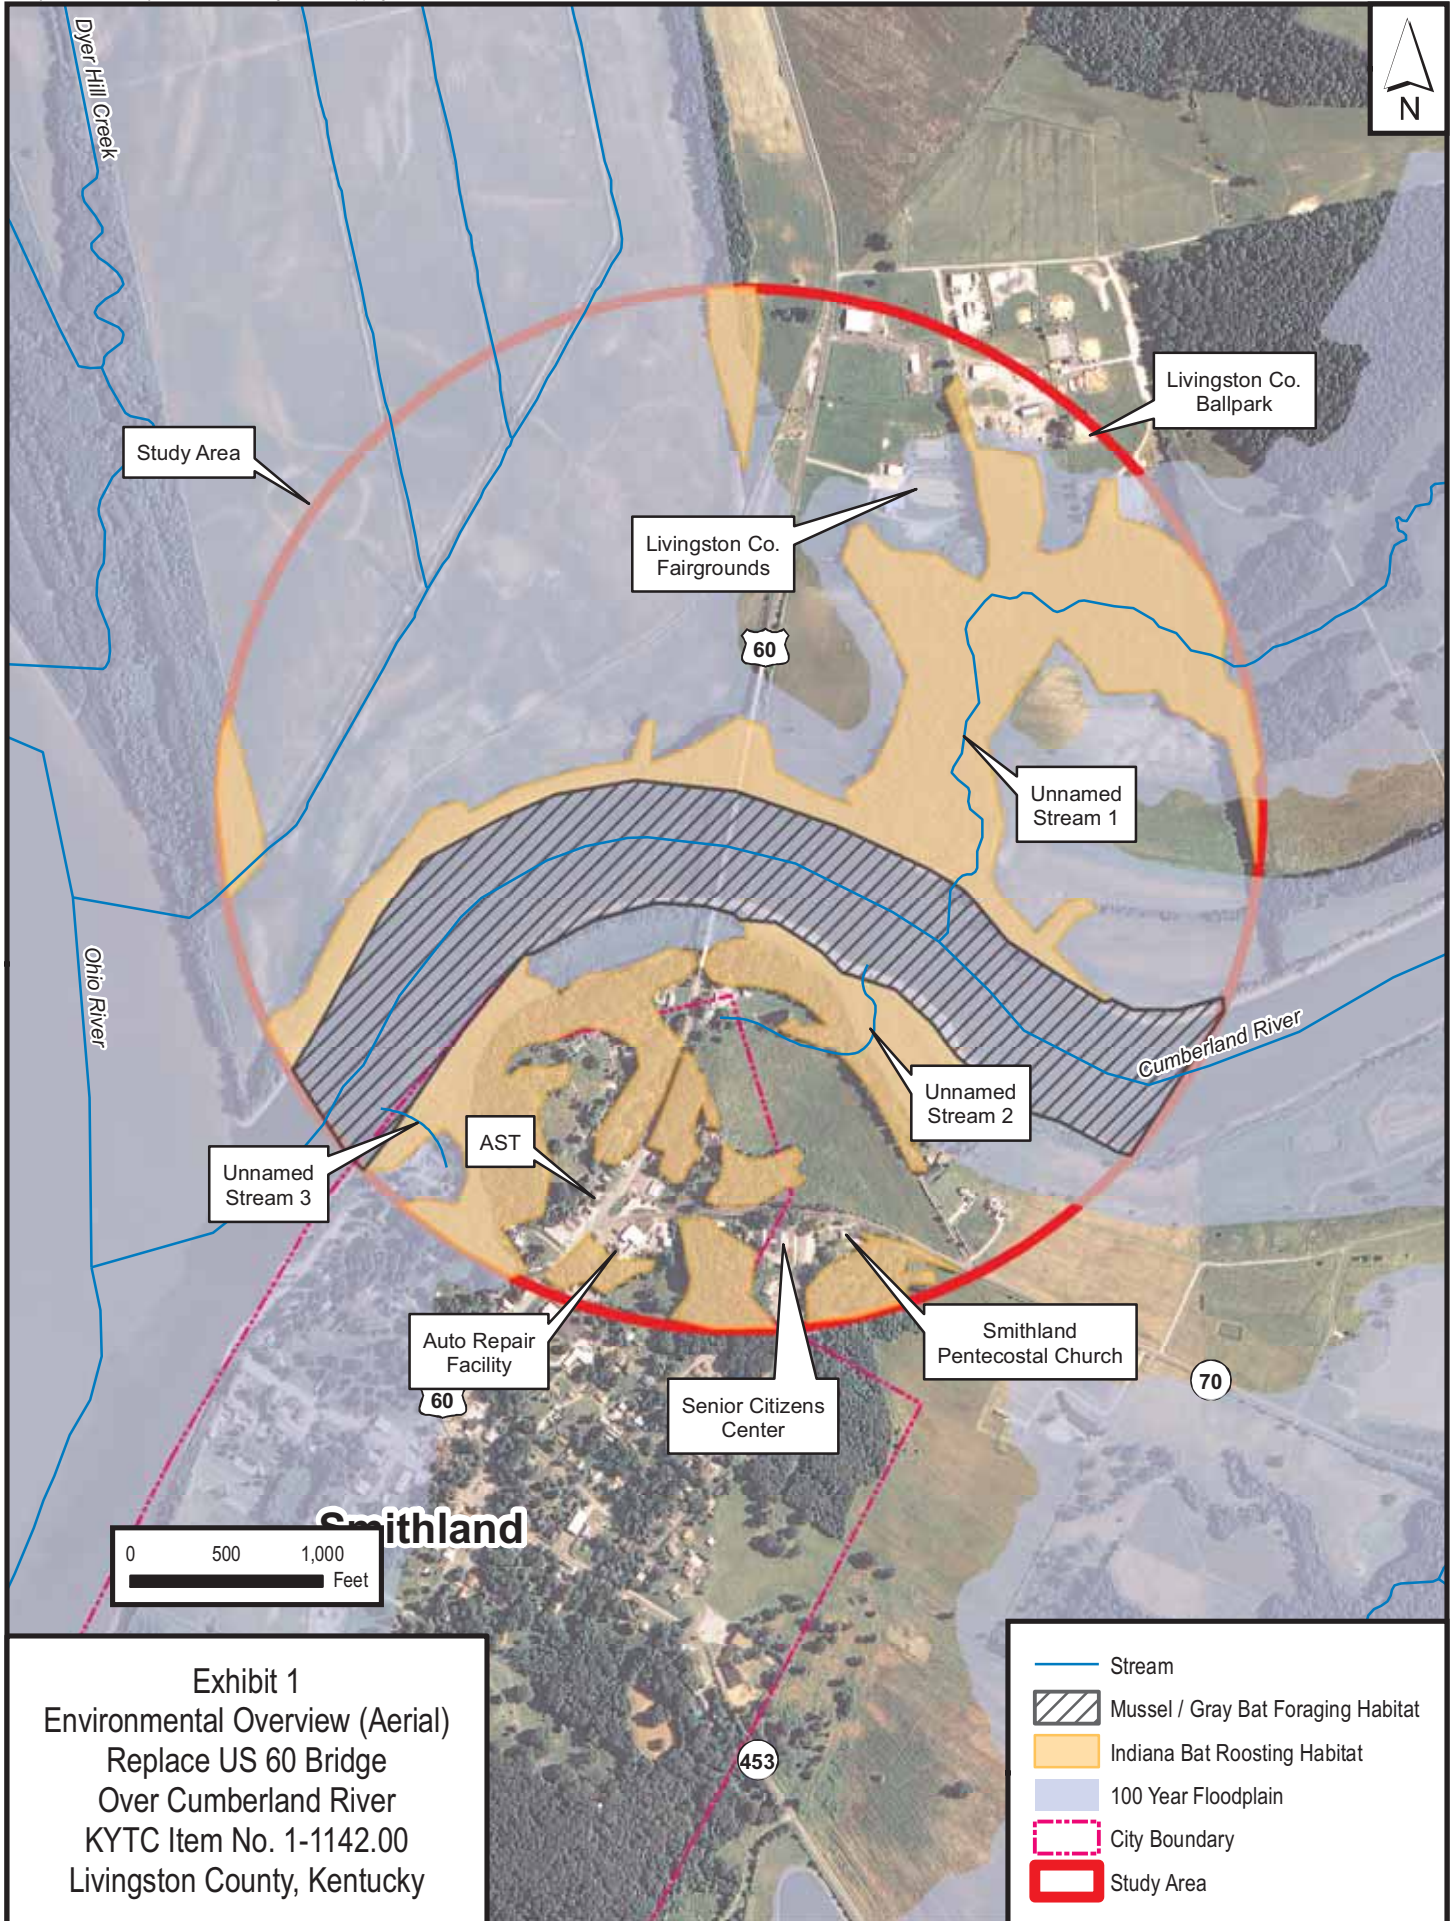 Dyer Hill Creek
N
Livingston Co.
Ballpark
Study Area
Livingston Co.
Fairgrounds
60
Unnamed
Stream 1
Ohio River
Cumberland River
Unnamed
Stream 2
AST
Unnamed
Stream 3
Auto Repair
Facility
Smithland
Pentecostal Church
60
Senior Citizens
Center
70
Smithland
0 500 1,000
Feet
453
Exhibit 1
Environmental Overview (Aerial)
Replace US 60 Bridge
Over Cumberland River
KYTC Item No. 1-1142.00
Livingston County, Kentucky
Stream
Mussel / Gray Bat Foraging Habitat
Indiana Bat Roosting Habitat
100 Year Floodplain
City Boundary
Study Area